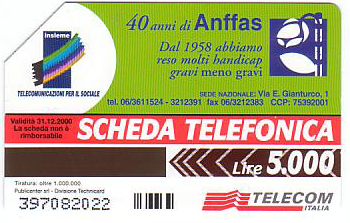 insieme
TELECOMUNICAZIONI PER IL SOCIALE
40 anni di Anffas
Dal 1958 abbiamo
reso molti handicap
gravi meno gravi
SEDE NAZIONALE: Via E. Gianturco, 1
tel. 06/3611524 - 3212391 fax 06/3212383 CCP: 75392001
Validità 31.12.2000
La scheda non è
rimborsabile
SCHEDA TELEFONICA
Lire 5.000
Tiratura: oltre 1.000.000
Publicenter srl - Divisione Technicard
397082022
TELECOM
ITALIA